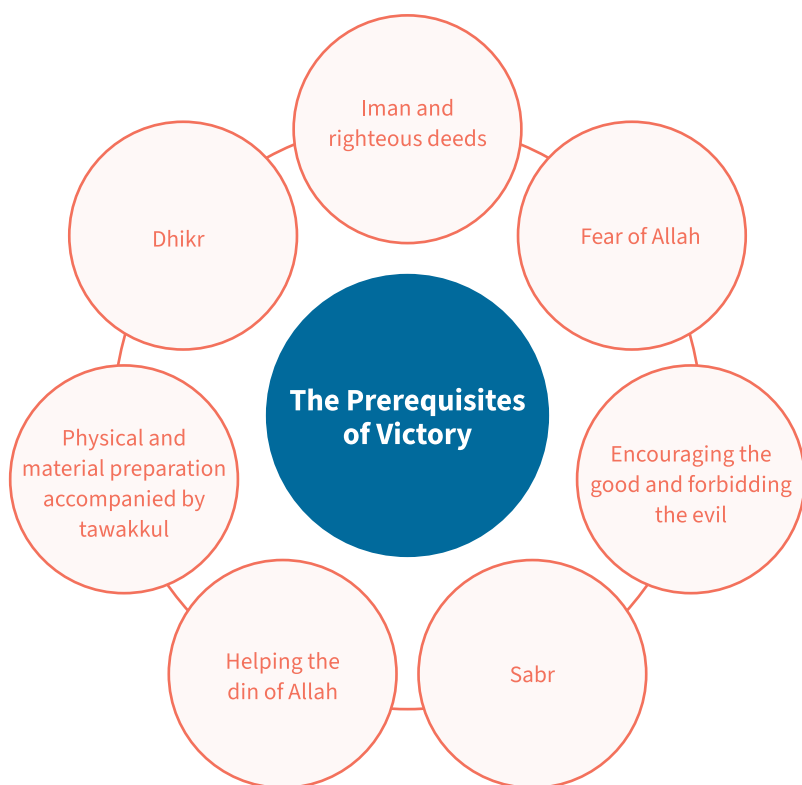 The Prerequisites
of Victory
Iman and
righteous deeds
Fear of Allah
Encouraging the
good and forbidding
the evil
Sabr
Helping the
din of Allah
Physical and
material preparation
accompanied by
tawakkul
Dhikr